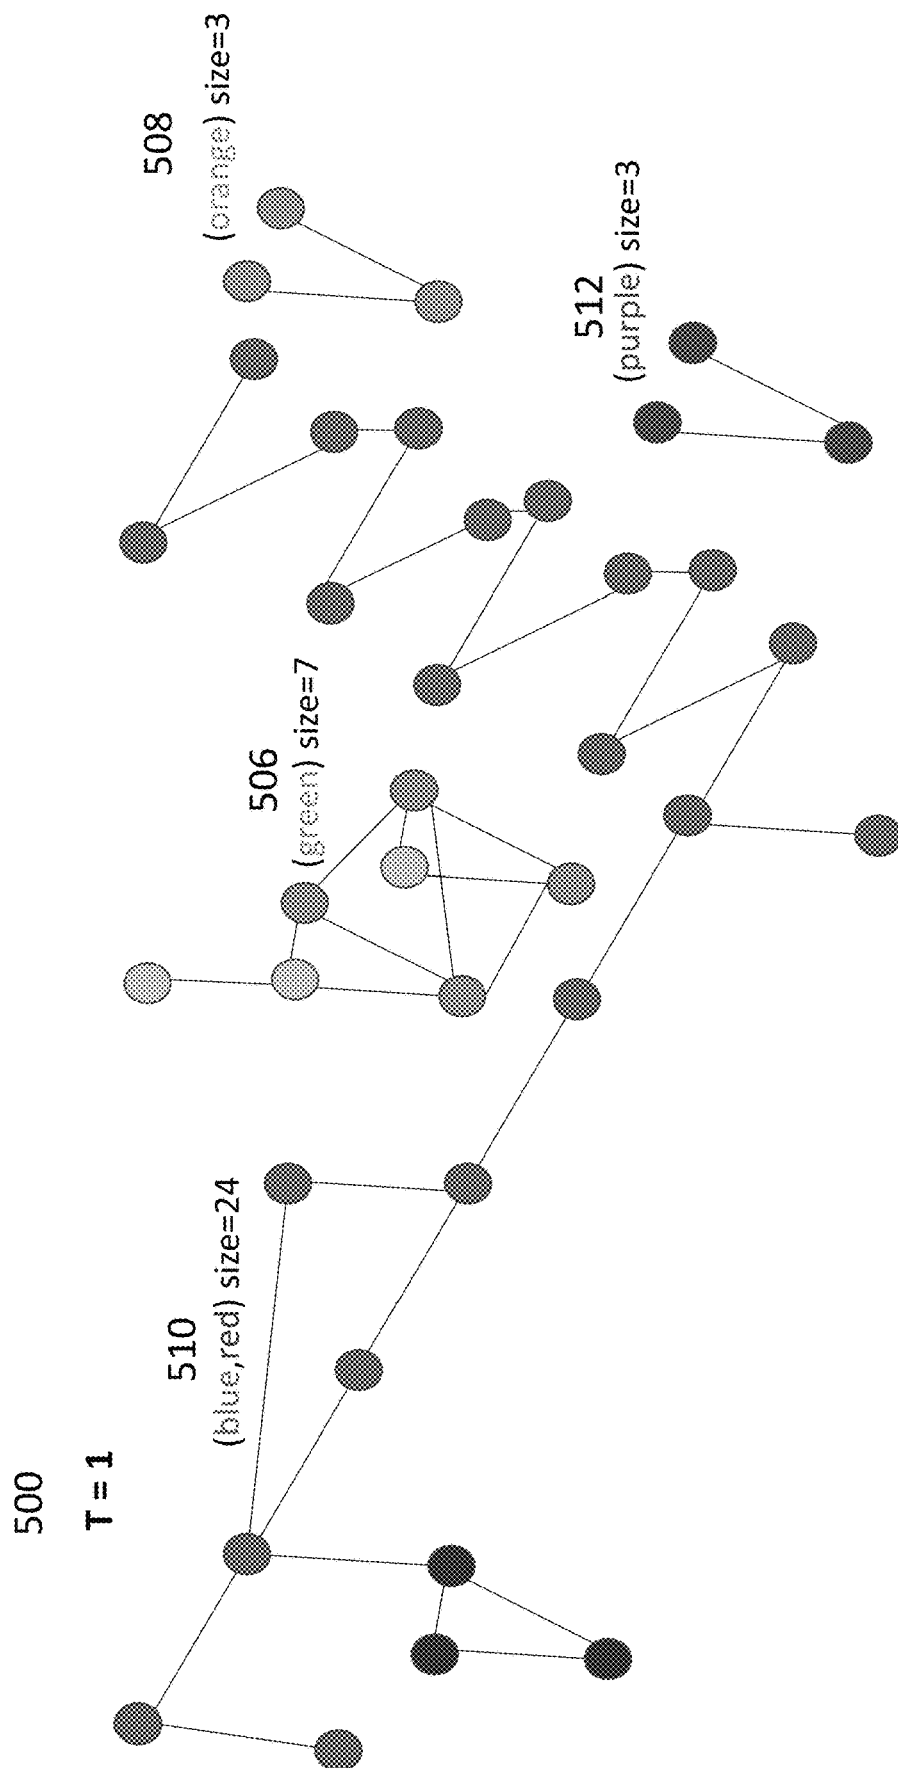 500
T = 1
510
(blue,red) size=24
506
(green) size=7
508
(orange) size=3
512
(purple) size=3